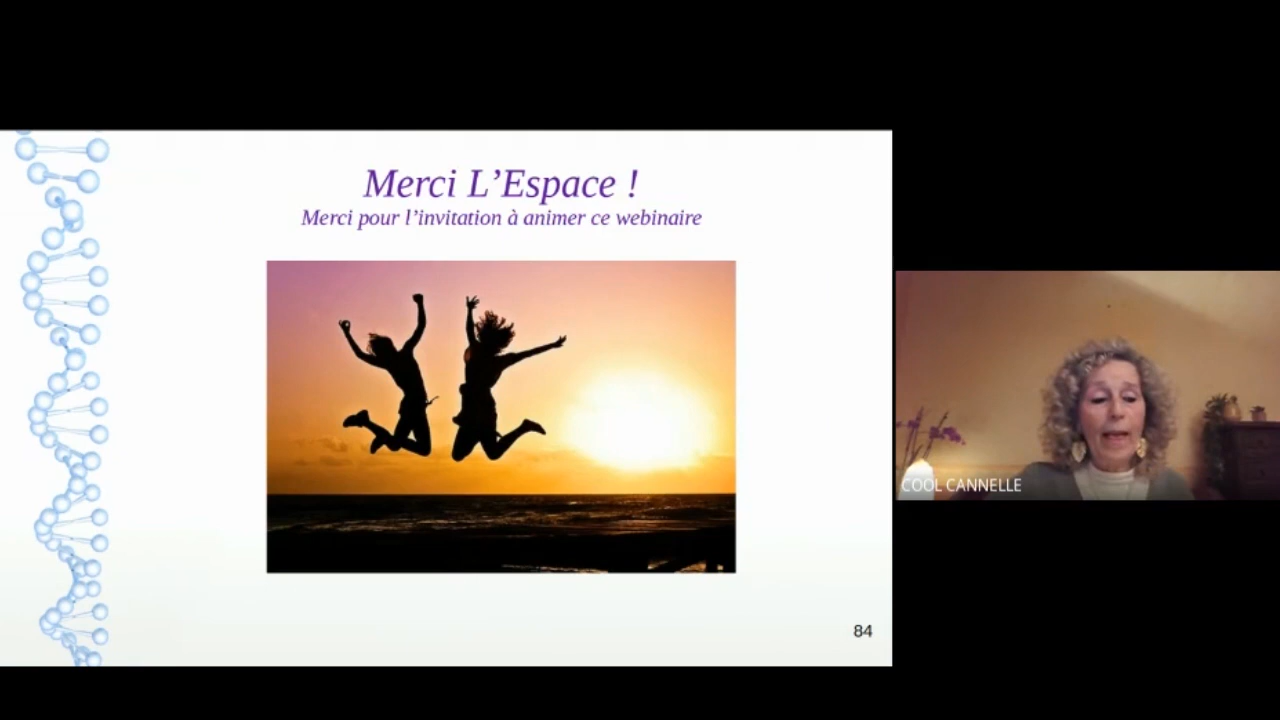 Merci L’Espace !
Merci pour l’invitation à animer ce webinaire
84
COOL CANNELLE